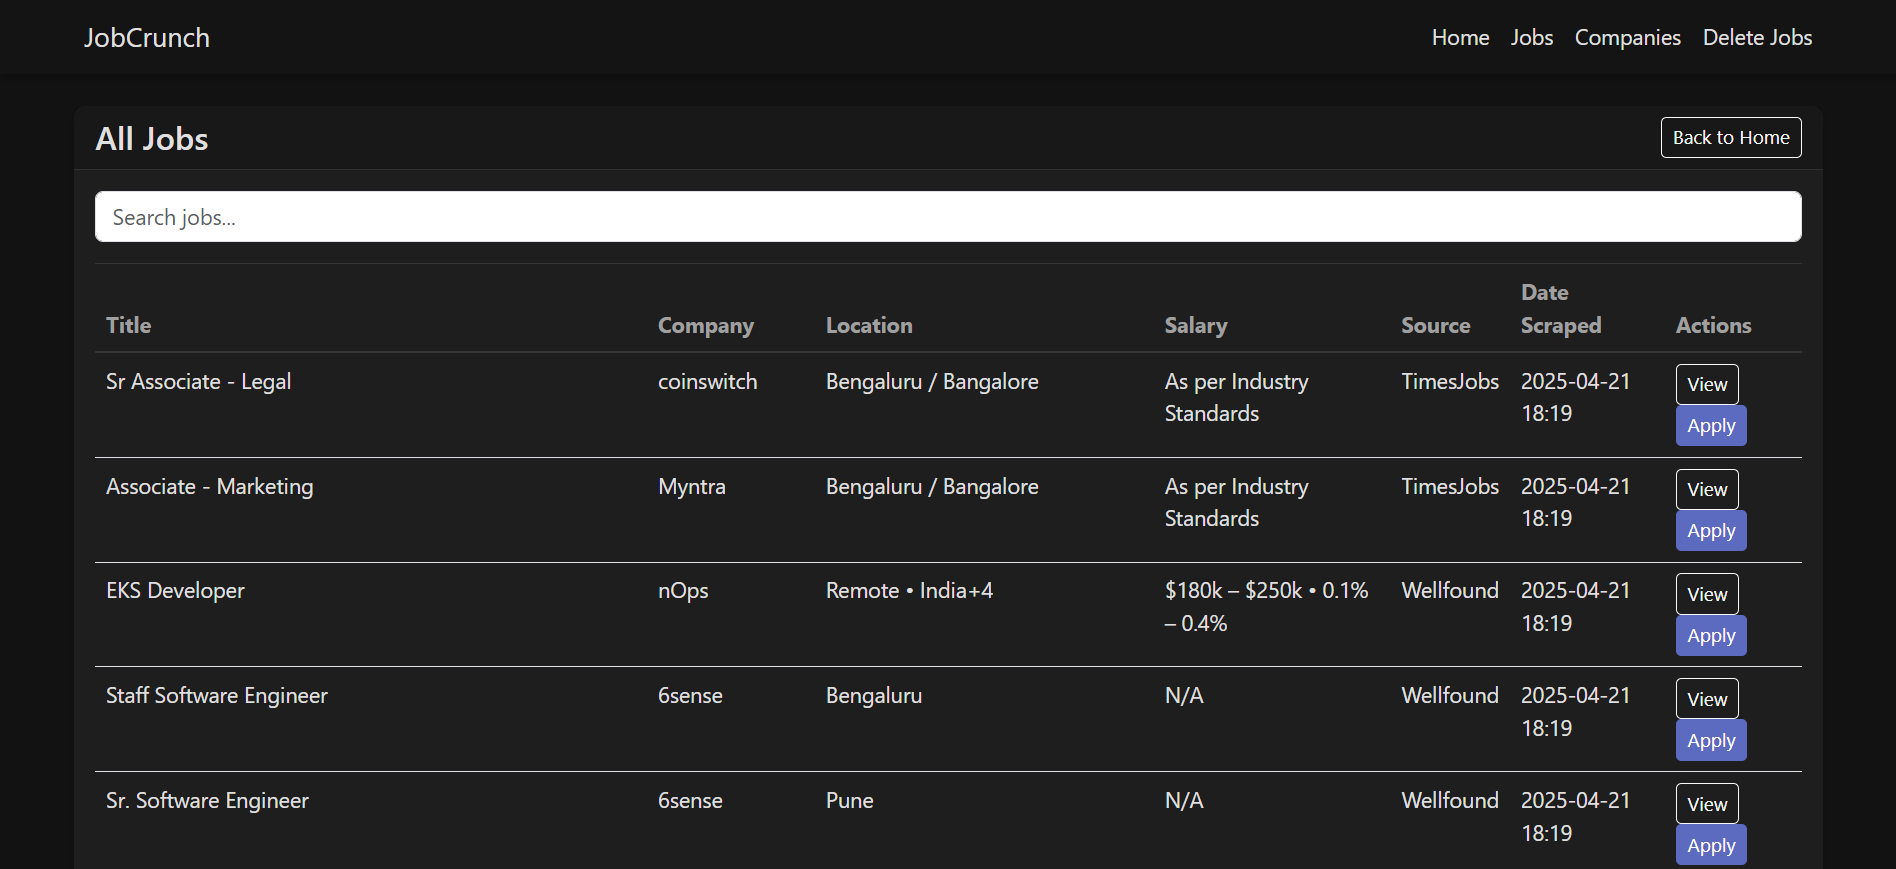 JobCrunch
Home Jobs Companies Delete Jobs
All Jobs
Back to Home
Search jobs...
Title Company Location Salary Source Date Scraped Actions
Sr Associate - Legal coinswitch Bengaluru / Bangalore As per Industry Standards TimesJobs 2025-04-21 18:19 View Apply
Associate - Marketing Myntra Bengaluru / Bangalore As per Industry Standards TimesJobs 2025-04-21 18:19 View Apply
EKS Developer nOps Remote • India+4 $180k – $250k • 0.1% – 0.4% Wellfound 2025-04-21 18:19 View Apply
Staff Software Engineer 6sense Bengaluru N/A Wellfound 2025-04-21 18:19 View Apply
Sr. Software Engineer 6sense Pune N/A Wellfound 2025-04-21 18:19 View Apply